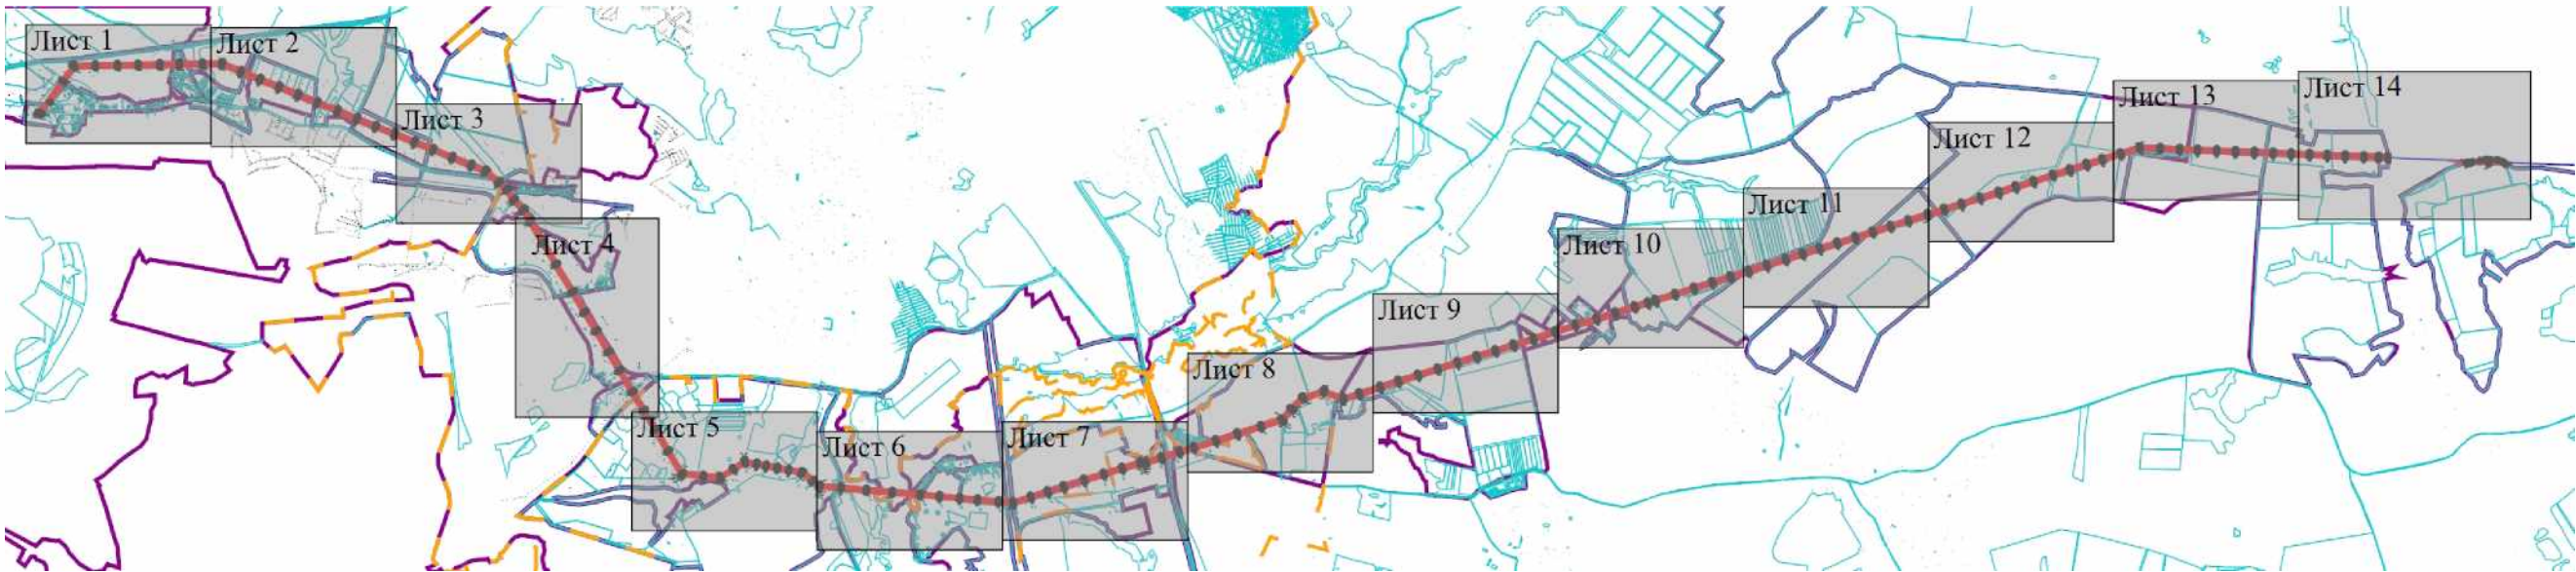 Лист 1
Лист 2
Лист 3
Лист 4
Лист 5
Лист 6
Лист 7
Лист 8
Лист 9
Лист 10
Лист 11
Лист 12
Лист 13
Лист 14